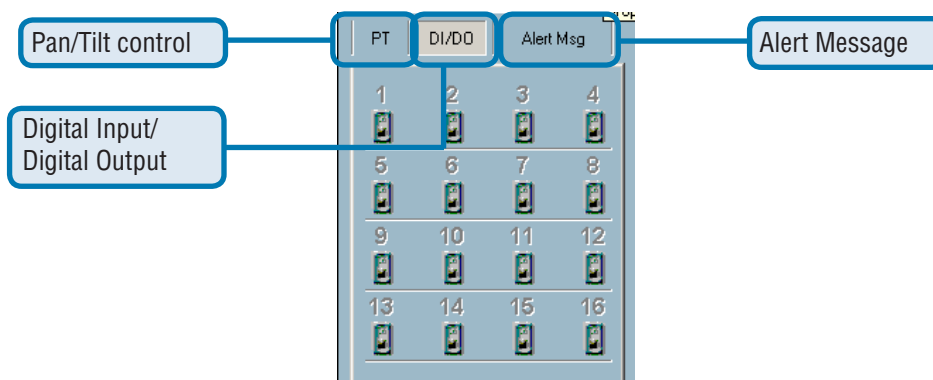 Pan/Tilt control
PT DI/DO Alert Msg
Alert Message
Digital Input/
Digital Output
1 2 3 4
5 6 7 8
9 10 11 12
13 14 15 16